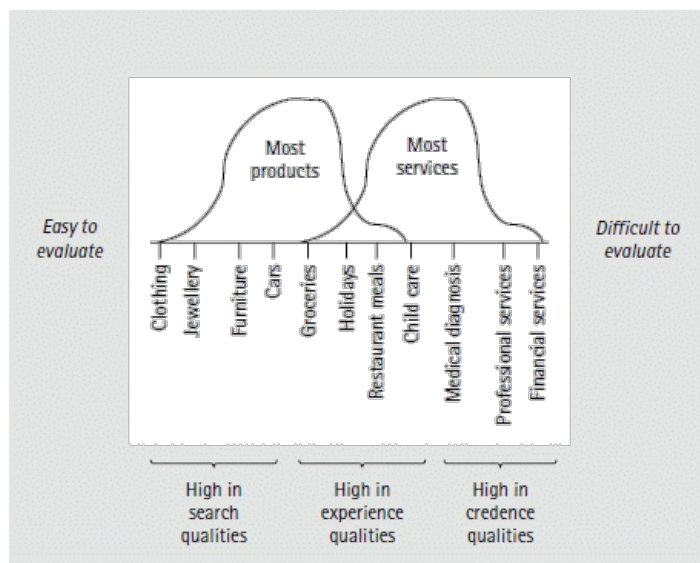 Most
products
Most
services
Easy to
evaluate
Difficult to
evaluate
Clothing
Jewellery
Furniture
Cars
Groceries
Holidays
Restaurant meals
Child care
Medical diagnosis
Professional services
Financial services
High in
search
qualities
High in
experience
qualities
High in
credence
qualities